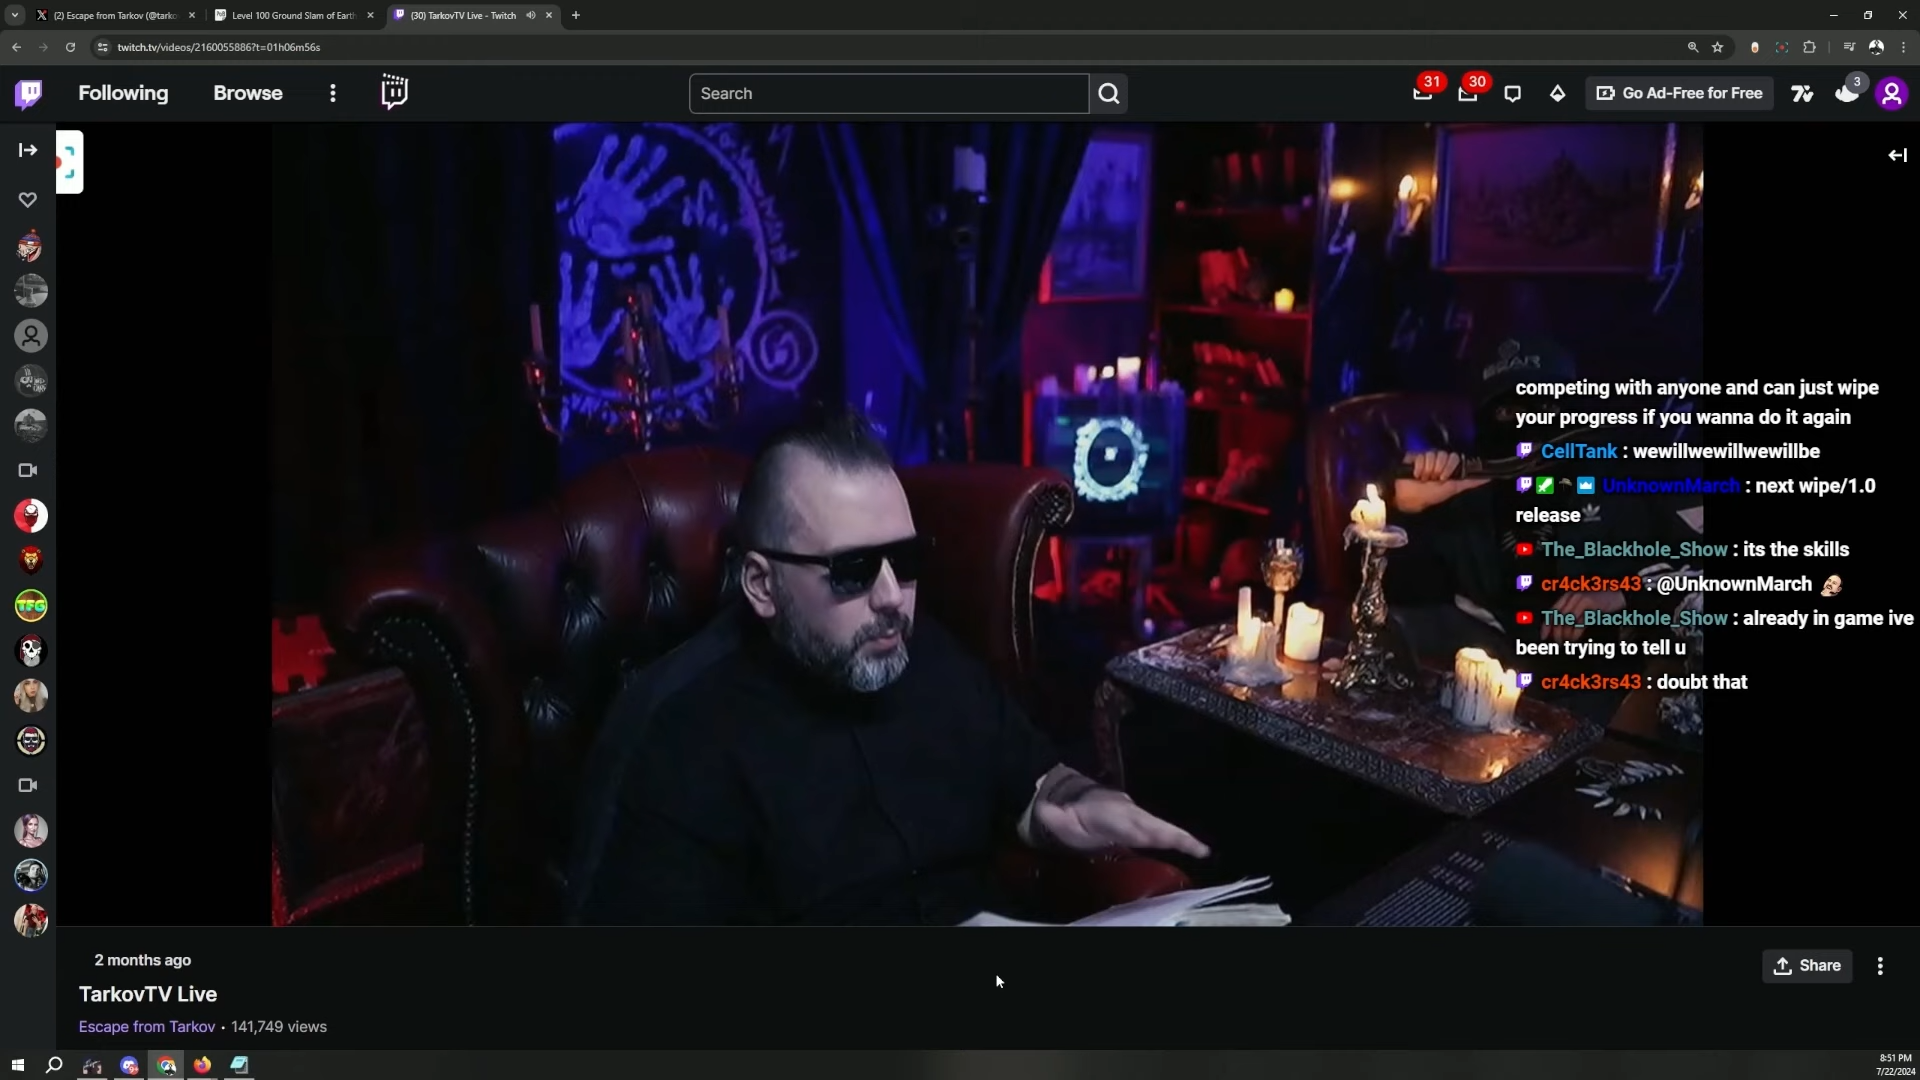 (2) Escape from Tarkov (@tarko
Level 100 Ground Slam of Earth
(30) TarkovTV Live - Twitch
twitch.tv/videos/2160055886?t=01h06m56s
Following
Browse
Search
31
30
Go Ad-Free for Free
3
competing with anyone and can just wipe
your progress if you wanna do it again
CellTank : wewillwewillwewillbe
UnknownMarch : next wipe/1.0
release
The_Blackhole_Show : its the skills
cr4ck3rs43 : @UnknownMarch
The_Blackhole_Show : already in game ive
been trying to tell u
cr4ck3rs43 : doubt that
TFG
2 months ago
Share
TarkovTV Live
Escape from Tarkov • 141,749 views
8:51 PM
7/22/2024